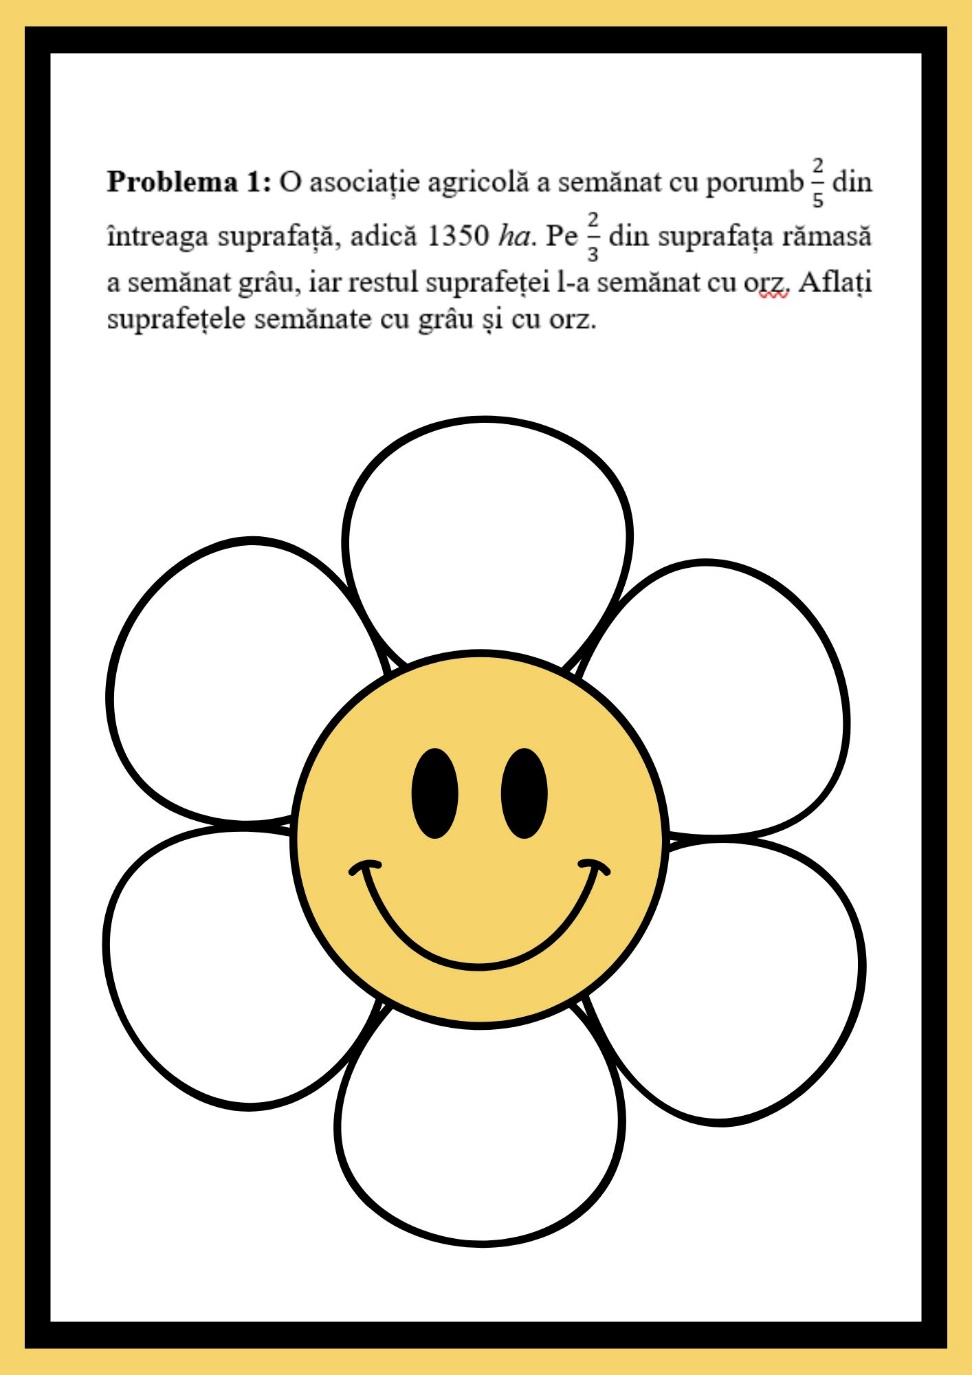 Problema 1: O asociație agricolă a semănat cu porumb 2/5 din
întreaga suprafață, adică 1350 ha. Pe 2/3 din suprafața rămasă
a semănat grâu, iar restul suprafeței l-a semănat cu orz. Aflați
suprafețele semănate cu grâu și cu orz.